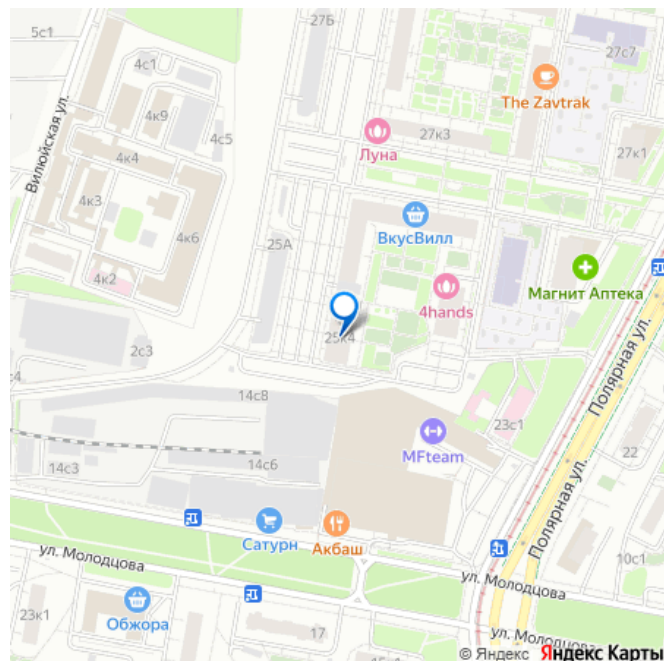 5с1
27Б
27с7
4с1
The Zavtrak
4к9
Вилюйская ул.
4к4
4с5
Луна
27к3
27к1
4к3
4к6
25А
ВкусВилл
4к2
4hands
Магнит Аптека
25к4
2с3
Полярная ул.
с4
14с8
23с1
MFteam
22
14с3
14с6
Полярная ул.
Сатурн
Акбаш
10с1
ул. Молодцова
ул. Молодцова
23к1
Обжора
17
ул. Молодцова
© Яндекс Яндекс Карты